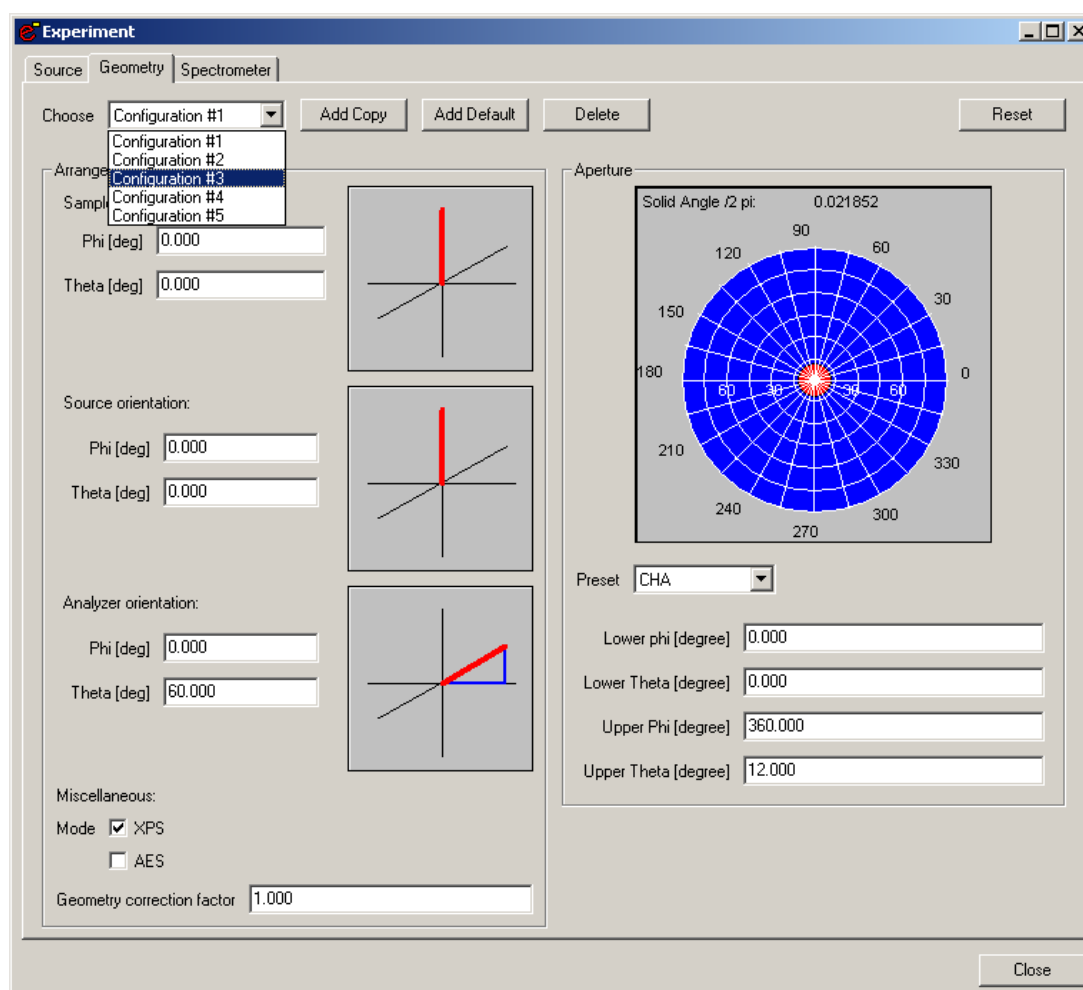 Experiment
Source Geometry Spectrometer
Choose Configuration #1 Add Copy Add Default Delete Reset
Configuration #1
Configuration #2
Configuration #3
Configuration #4
Configuration #5
Arrange
Sampl
Phi [deg] 0.000
Theta [deg] 0.000
Source orientation:
Phi [deg] 0.000
Theta [deg] 0.000
Analyzer orientation:
Phi [deg] 0.000
Theta [deg] 60.000
Miscellaneous:
Mode XPS
AES
Geometry correction factor 1.000
Aperture
Solid Angle /2 pi: 0.021852
90
120 60
150 30
180 60 30 30 60 0
210 330
240 300
270
Preset CHA
Lower phi [degree] 0.000
Lower Theta [degree] 0.000
Upper Phi [degree] 360.000
Upper Theta [degree] 12.000
Close